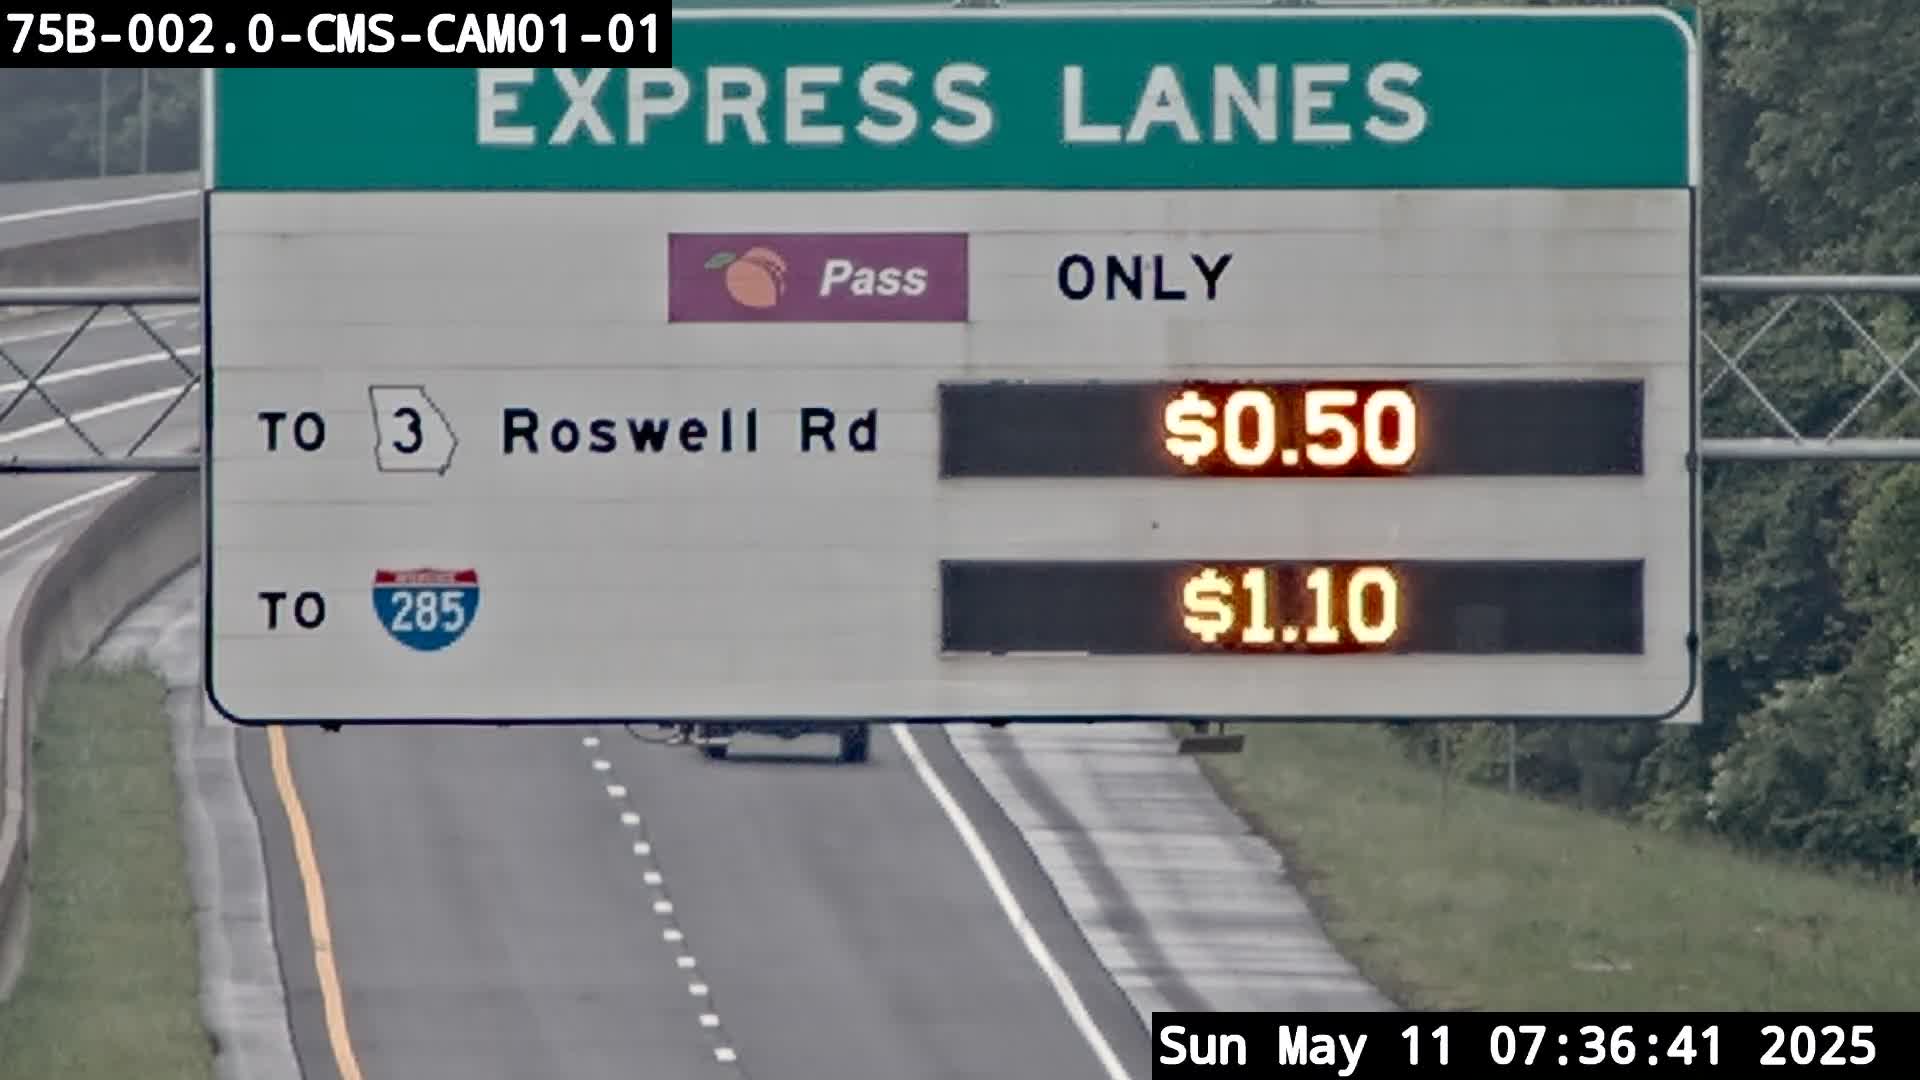 75B-002.0-CMS-CAM01-01
EXPRESS LANES
Pass ONLY
TO 3 Roswell Rd $0.50
TO 285 $1.10
Sun May 11 07:36:41 2025